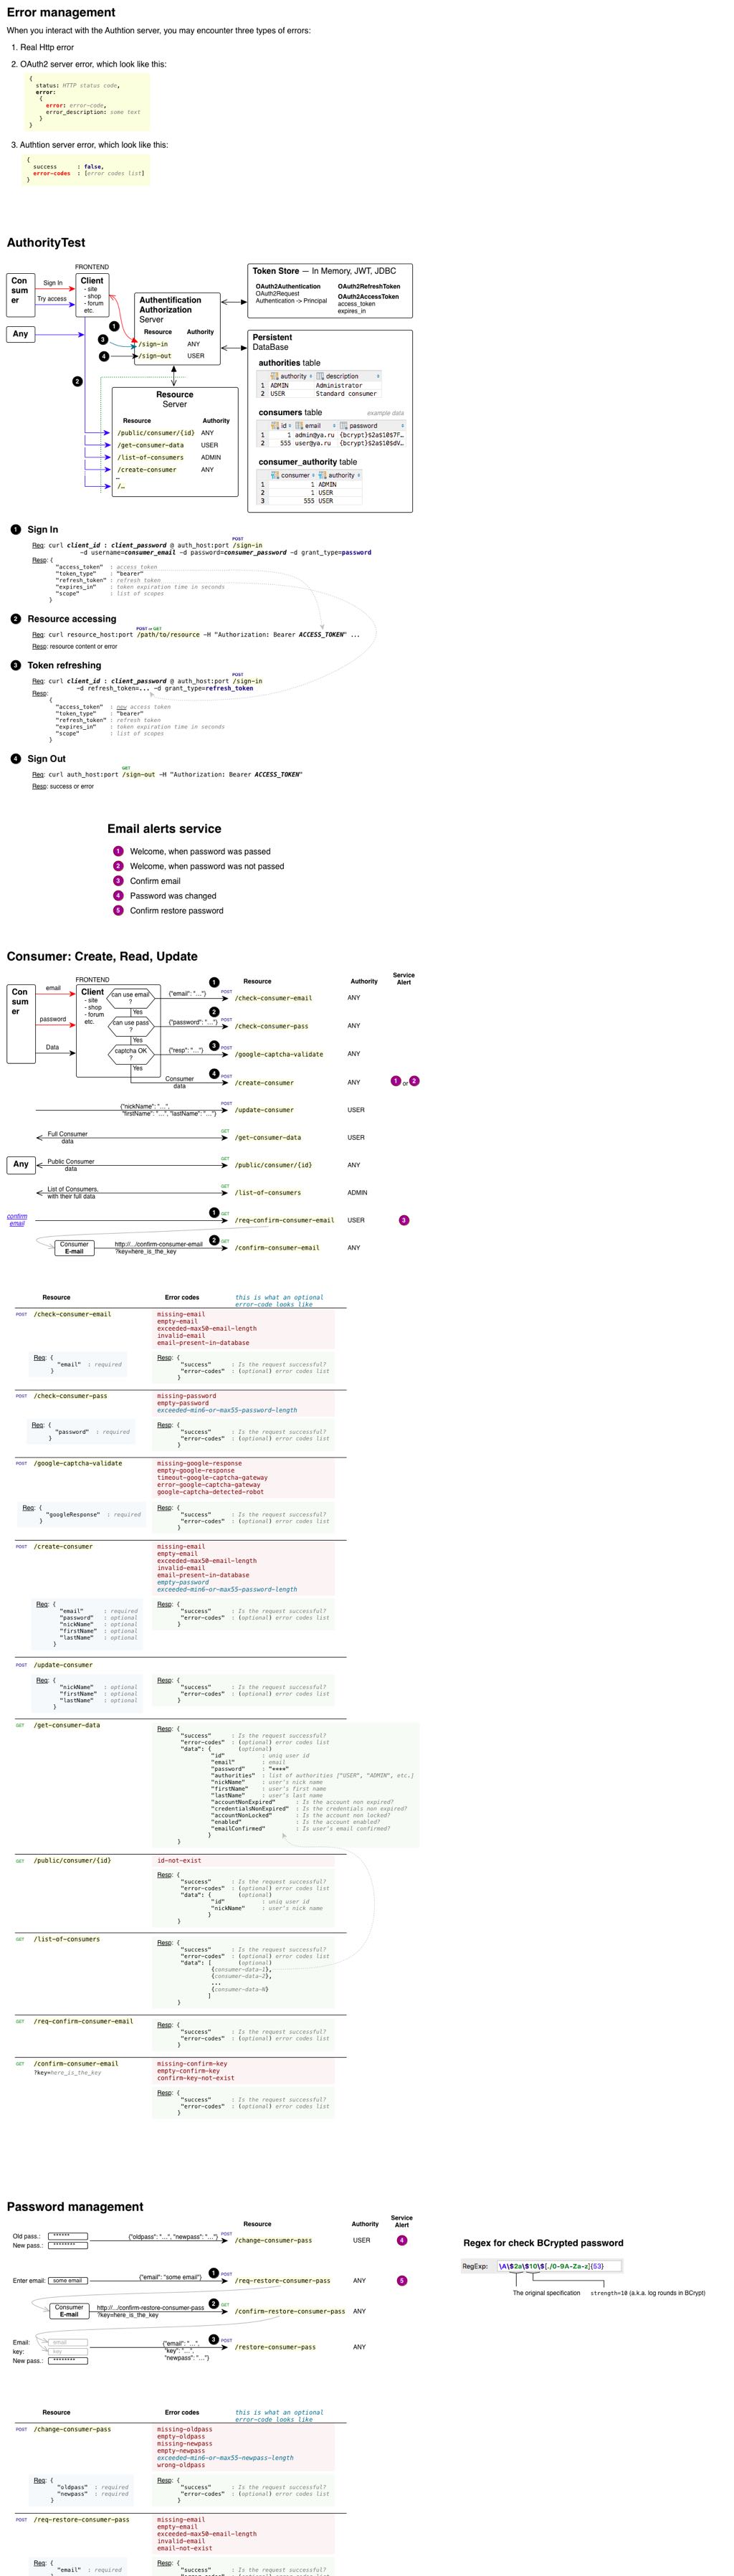 Error management
When you interact with the Authtion server, you may encounter three types of errors:
1. Real Http error
2. OAuth2 server error, which look like this:
{
status: HTTP status code,
error:
{
error: error-code,
error_description: some text
}
}
3. Authtion server error, which look like this:
{
success : false,
error-codes : [error codes list]
}
AuthorityTest
FRONTEND
Con
sum
er
Sign In
Try access
Client
- site
- shop
- forum
etc.
Any
Authentification
Authorization
Server
Resource Authority
/sign-in ANY
/sign-out USER
1
3
4
2
Token Store — In Memory, JWT, JDBC
OAuth2Authentication OAuth2RefreshToken
OAuth2Request OAuth2AccessToken
Authentication -> Principal access_token
expires_in
Persistent
DataBase
authorities table
authority description
1 ADMIN Administrator
2 USER Standard consumer
consumers table example data
id email password
1 1 admin@ya.ru {bcrypt}$2a$10$7F…
2 555 user@ya.ru {bcrypt}$2a$10$dV…
consumer_authority table
consumer authority
1 1 ADMIN
2 1 USER
3 555 USER
Resource
Server
Resource Authority
/public/consumer/{id} ANY
/get-consumer-data USER
/list-of-consumers ADMIN
/create-consumer ANY
…
/…
1 Sign In
POST
Req: curl client_id : client_password @ auth_host:port /sign-in
-d username=consumer_email -d password=consumer_password -d grant_type=password
Resp: {
"access_token" : access token
"token_type" : "bearer"
"refresh_token" : refresh token
"expires_in" : token expiration time in seconds
"scope" : list of scopes
}
2 Resource accessing
POST or GET
Req: curl resource_host:port /path/to/resource -H "Authorization: Bearer ACCESS_TOKEN" ...
Resp: resource content or error
3 Token refreshing
POST
Req: curl client_id : client_password @ auth_host:port /sign-in
-d refresh_token=... -d grant_type=refresh_token
Resp:
{
"access_token" : new access token
"token_type" : "bearer"
"refresh_token" : refresh token
"expires_in" : token expiration time in seconds
"scope" : list of scopes
}
4 Sign Out
GET
Req: curl auth_host:port /sign-out -H "Authorization: Bearer ACCESS_TOKEN"
Resp: success or error
Email alerts service
1 Welcome, when password was passed
2 Welcome, when password was not passed
3 Confirm email
4 Password was changed
5 Confirm restore password
Consumer: Create, Read, Update
FRONTEND
Resource Authority Service
Alert
Con
sum
er
email
password
Data
Client
- site
- shop
- forum
etc.
can use email
?
Yes
can use pass
?
Yes
captcha OK
?
Yes
{"email": "…"} 1 POST /check-consumer-email ANY
{"password": "…"} 2 POST /check-consumer-pass ANY
{"resp": "…"} 3 POST /google-captcha-validate ANY
Consumer
data
4 POST /create-consumer ANY 1 or 2
{"nickName": "…",
"firstName": "…", "lastName": "…"}
POST /update-consumer USER
Full Consumer
data
GET /get-consumer-data USER
Any
Public Consumer
data
GET /public/consumer/{id} ANY
List of Consumers,
with their full data
GET /list-of-consumers ADMIN
confirm
email
1 GET /req-confirm-consumer-email USER 3
Consumer
E-mail
http://.../confirm-consumer-email
?key=here_is_the_key
2 GET /confirm-consumer-email ANY
Resource Error codes this is what an optional
error-code looks like
POST /check-consumer-email missing-email
empty-email
exceeded-max50-email-length
invalid-email
email-present-in-database
Req: {
"email" : required
}
Resp: {
"success" : Is the request successful?
"error-codes" : (optional) error codes list
}
POST /check-consumer-pass missing-password
empty-password
exceeded-min6-or-max55-password-length
Req: {
"password" : required
}
Resp: {
"success" : Is the request successful?
"error-codes" : (optional) error codes list
}
POST /google-captcha-validate missing-google-response
empty-google-response
timeout-google-captcha-gateway
error-google-captcha-gateway
google-captcha-detected-robot
Req: {
"googleResponse" : required
}
Resp: {
"success" : Is the request successful?
"error-codes" : (optional) error codes list
}
POST /create-consumer missing-email
empty-email
exceeded-max50-email-length
invalid-email
email-present-in-database
empty-password
exceeded-min6-or-max55-password-length
Req: {
"email" : required
"password" : optional
"nickName" : optional
"firstName" : optional
"lastName" : optional
}
Resp: {
"success" : Is the request successful?
"error-codes" : (optional) error codes list
}
POST /update-consumer
Req: {
"nickName" : optional
"firstName" : optional
"lastName" : optional
}
Resp: {
"success" : Is the request successful?
"error-codes" : (optional) error codes list
}
GET /get-consumer-data
Resp: {
"success" : Is the request successful?
"error-codes" : (optional) error codes list
"data": { (optional)
"id" : uniq user id
"email" : email
"password" : "****"
"authorities" : list of authorities ["USER", "ADMIN", etc.]
"nickName" : user's nick name
"firstName" : user's first name
"lastName" : user's last name
"accountNonExpired" : Is the account non expired?
"credentialsNonExpired" : Is the credentials non expired?
"accountNonLocked" : Is the account non locked?
"enabled" : Is the account enabled?
"emailConfirmed" : Is user's email confirmed?
}
}
GET /public/consumer/{id} id-not-exist
Resp: {
"success" : Is the request successful?
"error-codes" : (optional) error codes list
"data": { (optional)
"id" : uniq user id
"nickName" : user's nick name
}
}
GET /list-of-consumers
Resp: {
"success" : Is the request successful?
"error-codes" : (optional) error codes list
"data": [ (optional)
{consumer-data-1},
{consumer-data-2},
...
{consumer-data-N}
]
}
GET /req-confirm-consumer-email
Resp: {
"success" : Is the request successful?
"error-codes" : (optional) error codes list
}
GET /confirm-consumer-email missing-confirm-key
?key=here_is_the_key empty-confirm-key
confirm-key-not-exist
Resp: {
"success" : Is the request successful?
"error-codes" : (optional) error codes list
}
Password management
Resource Authority Service
Alert
Old pass.: ******
New pass.: ********
{"oldpass": "…", "newpass": "…"} POST /change-consumer-pass USER 4
Enter email: some email {"email": "some email"} 1 POST /req-restore-consumer-pass ANY 5
Consumer
E-mail
http://.../confirm-restore-consumer-pass
?key=here_is_the_key
2 GET /confirm-restore-consumer-pass ANY
Email: email
key: key
New pass.: ********
{"email": "…",
"key": "…",
"newpass": "…"}
3 POST /restore-consumer-pass ANY
Regex for check BCrypted password
RegExp: \A\$2a\$10\$[./0-9A-Za-z]{53}
The original specification strength=10 (a.k.a. log rounds in BCrypt)
Resource Error codes this is what an optional
error-code looks like
POST /change-consumer-pass missing-oldpass
empty-oldpass
missing-newpass
empty-newpass
exceeded-min6-or-max55-newpass-length
wrong-oldpass
Req: {
"oldpass" : required
"newpass" : required
}
Resp: {
"success" : Is the request successful?
"error-codes" : (optional) error codes list
}
POST /req-restore-consumer-pass missing-email
empty-email
exceeded-max50-email-length
invalid-email
email-not-exist
Req: {
"email" : required
Resp: {
"success" : Is the request successful?